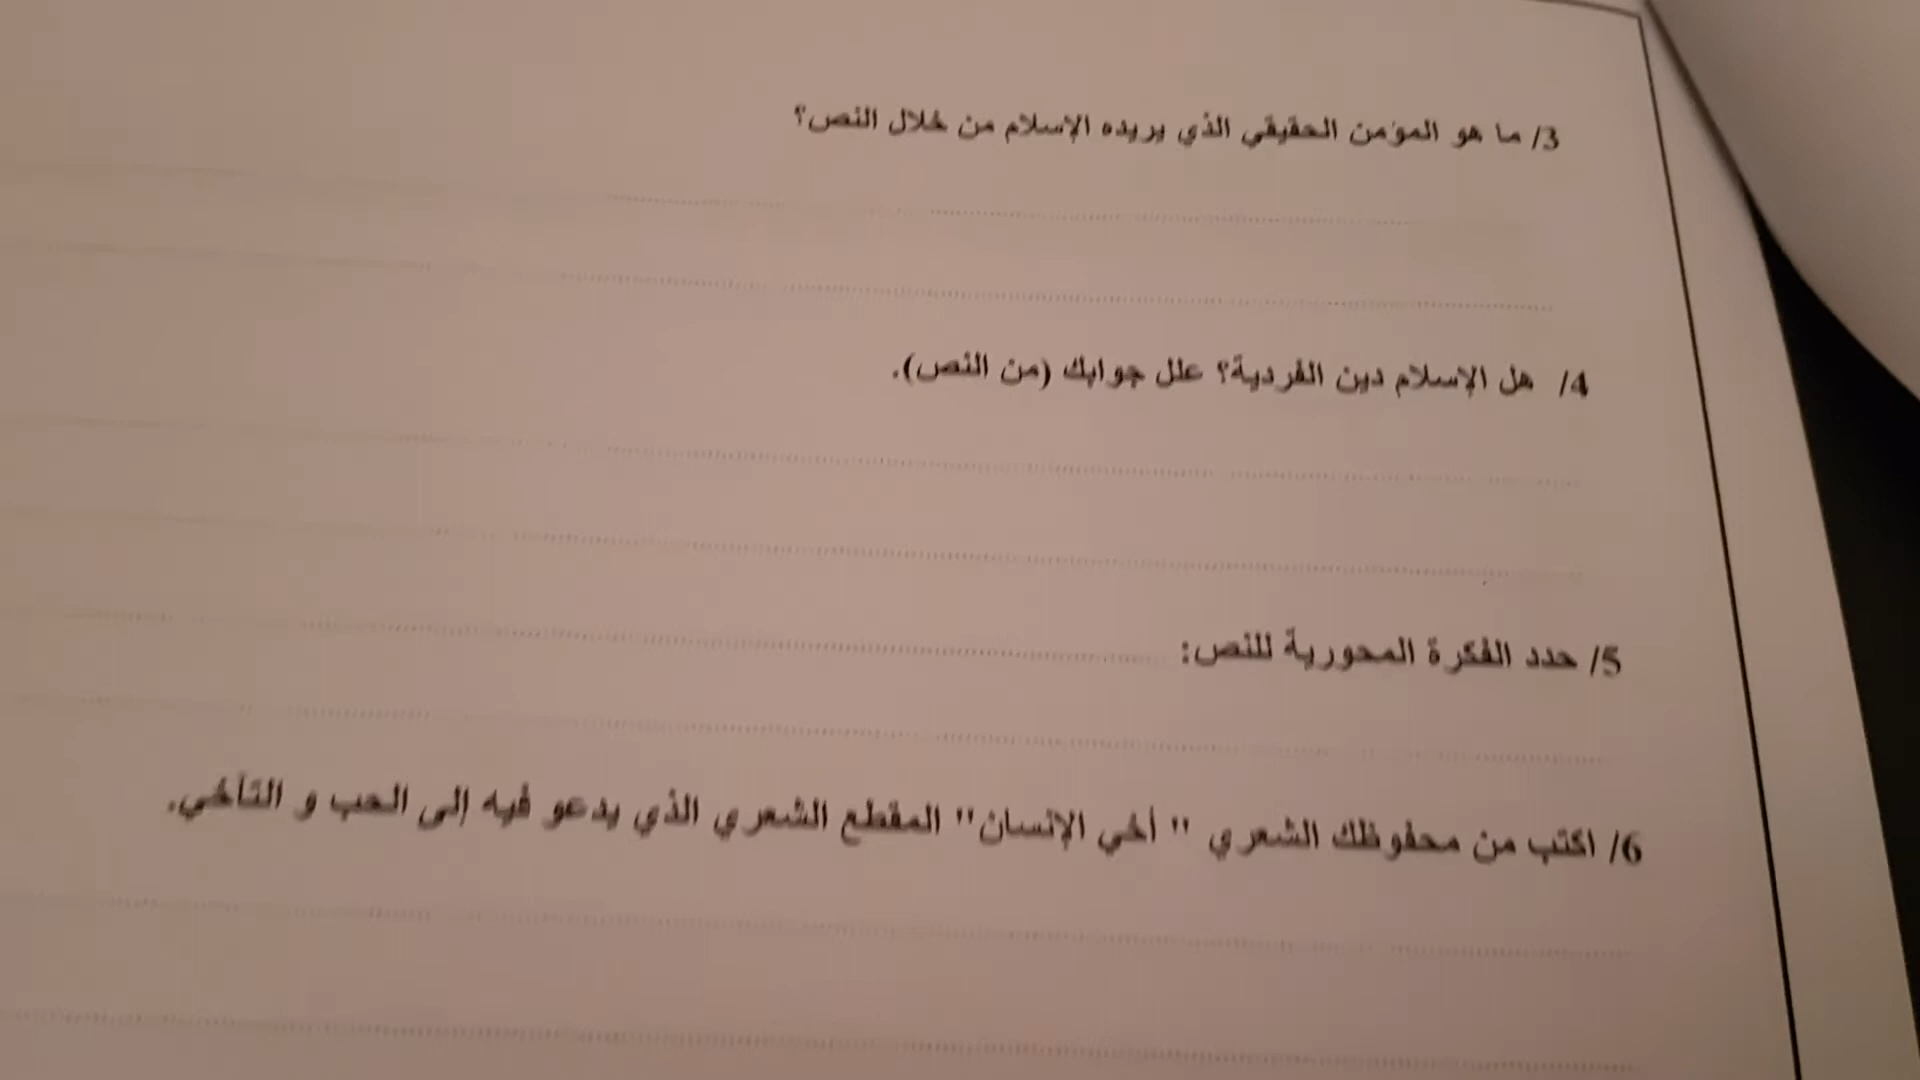 3/ ما هو المؤمن الحقيقي الذي يريده الإسلام من خلال النص؟
4/ هل الإسلام دين الفردية؟ علل جوابك (من النص).
5/ حدد الفكرة المحورية للنص:
6/ اكتب من محفوظك الشعري " أخي الإنسان" المقطع الشعري الذي يدعو فيه إلى الحب و التآخي.